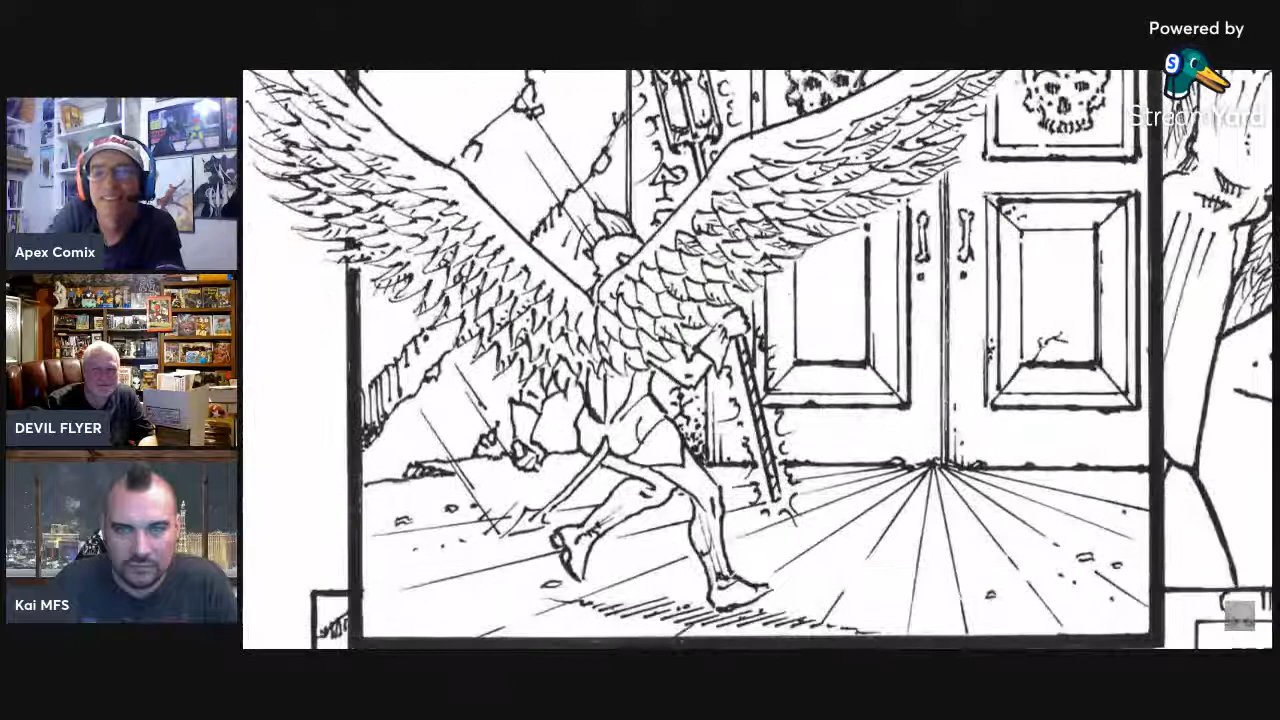 Powered by
StreamYard
Apex Comix
DEVIL FLYER
Kai MFS